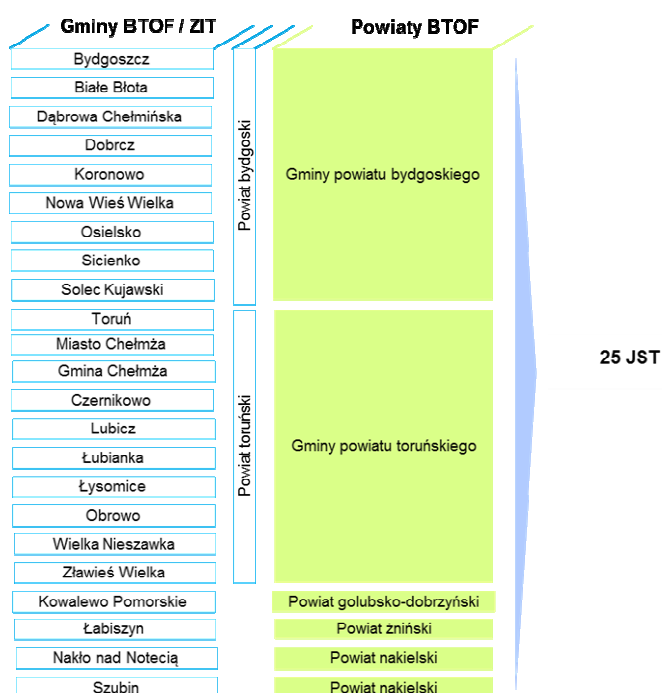 Gminy BTOF / ZIT
Powiaty BTOF
Bydgoszcz
Białe Błota
Dąbrowa Chełmińska
Dobrcz
Koronowo
Nowa Wieś Wielka
Osielsko
Sicienko
Solec Kujawski
Powiat bydgoski
Gminy powiatu bydgoskiego
Toruń
Miasto Chełmża
Gmina Chełmża
Czernikowo
Lubicz
Łubianka
Łysomice
Obrowo
Wielka Nieszawka
Zławieś Wielka
Powiat toruński
Gminy powiatu toruńskiego
Kowalewo Pomorskie
Powiat golubsko-dobrzyński
Łabiszyn
Powiat żniński
Nakło nad Notecią
Powiat nakielski
Szubin
Powiat nakielski
25 JST